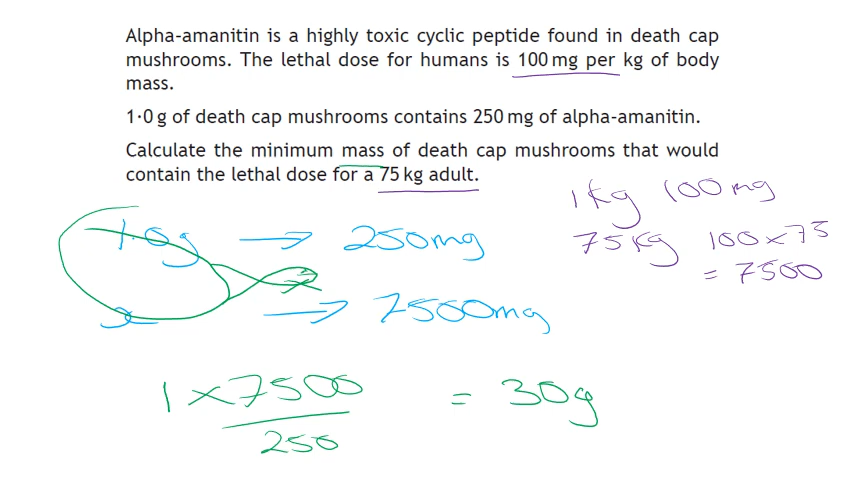 Alpha-amanitin is a highly toxic cyclic peptide found in death cap
mushrooms. The lethal dose for humans is 100 mg per kg of body
mass.
1·0 g of death cap mushrooms contains 250 mg of alpha-amanitin.
Calculate the minimum mass of death cap mushrooms that would
contain the lethal dose for a 75 kg adult.
1kg 100mg
75kg 100 x 75
= 7500
1.0g → 250mg
x → 7500mg
1 x 7500 = 30g
250